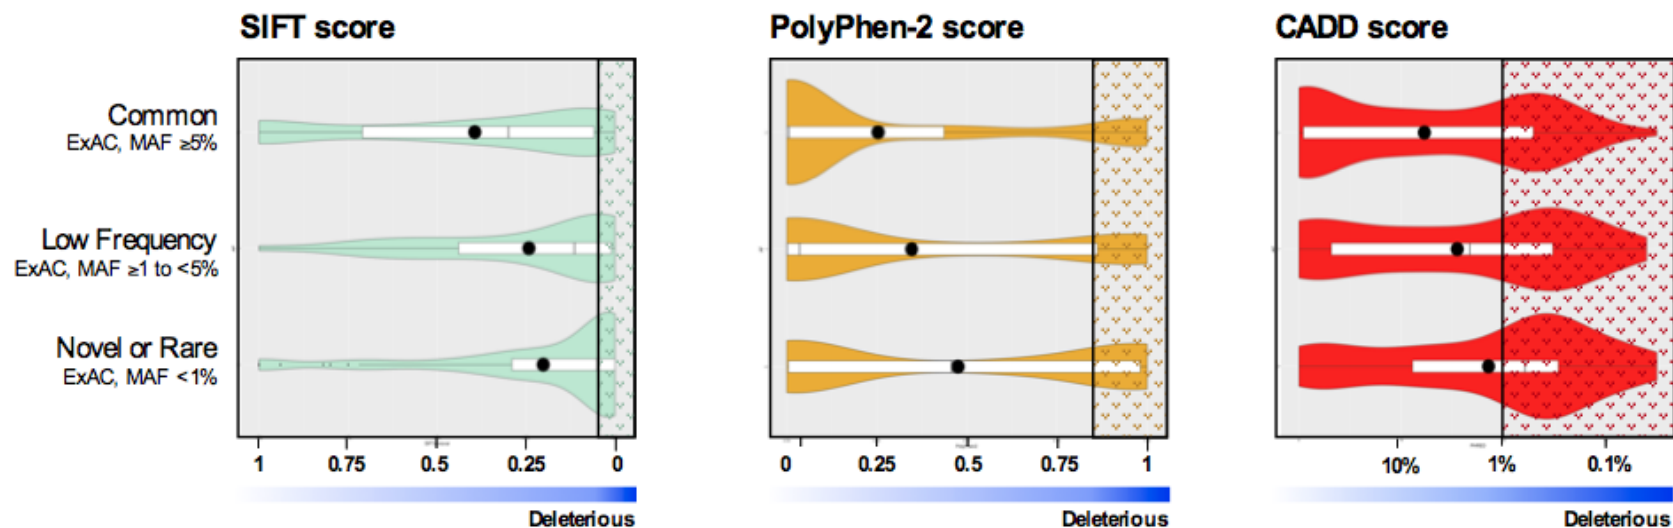 SIFT score
PolyPhen-2 score
CADD score
Common
ExAC, MAF ≥5%
Low Frequency
ExAC, MAF ≥1 to <5%
Novel or Rare
ExAC, MAF <1%
1 0.75 0.5 0.25 0
0 0.25 0.5 0.75 1
10% 1% 0.1%
Deleterious
Deleterious
Deleterious